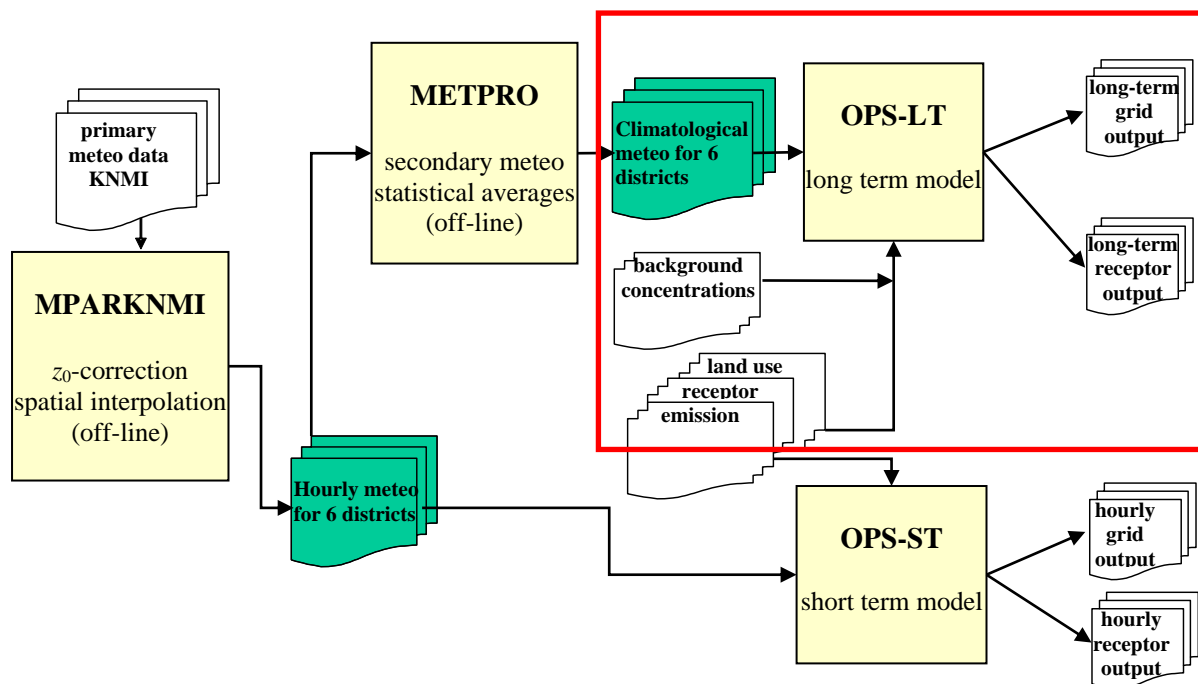 primary
meteo data
KNMI
MPARKNMI
z0-correction
spatial interpolation
(off-line)
METPRO
secondary meteo
statistical averages
(off-line)
Hourly meteo
for 6 districts
Climatological
meteo for 6
districts
background
concentrations
land use
receptor
emission
OPS-LT
long term model
long-term
grid
output
long-term
receptor
output
OPS-ST
short term model
hourly
grid
output
hourly
receptor
output